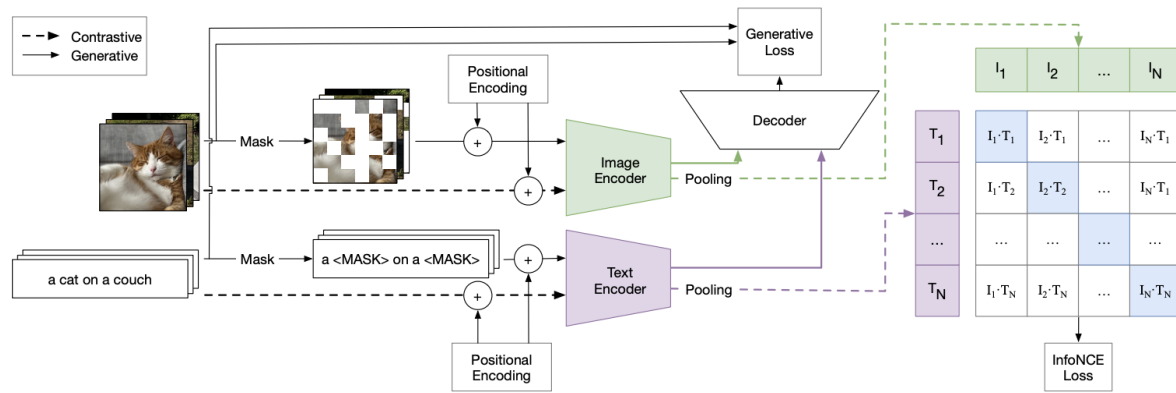 Contrastive
Generative
Generative
Loss
Positional
Encoding
Mask
Decoder
Image
Encoder
Pooling
a cat on a couch
Mask
a <MASK> on a <MASK>
Text
Encoder
Pooling
Positional
Encoding
I1 I2 ... IN
T1 I1·T1 I2·T1 ... IN·T1
T2 I1·T2 I2·T2 ... IN·T1
... ... ... ...
TN I1·TN I2·TN ... IN·TN
InfoNCE
Loss